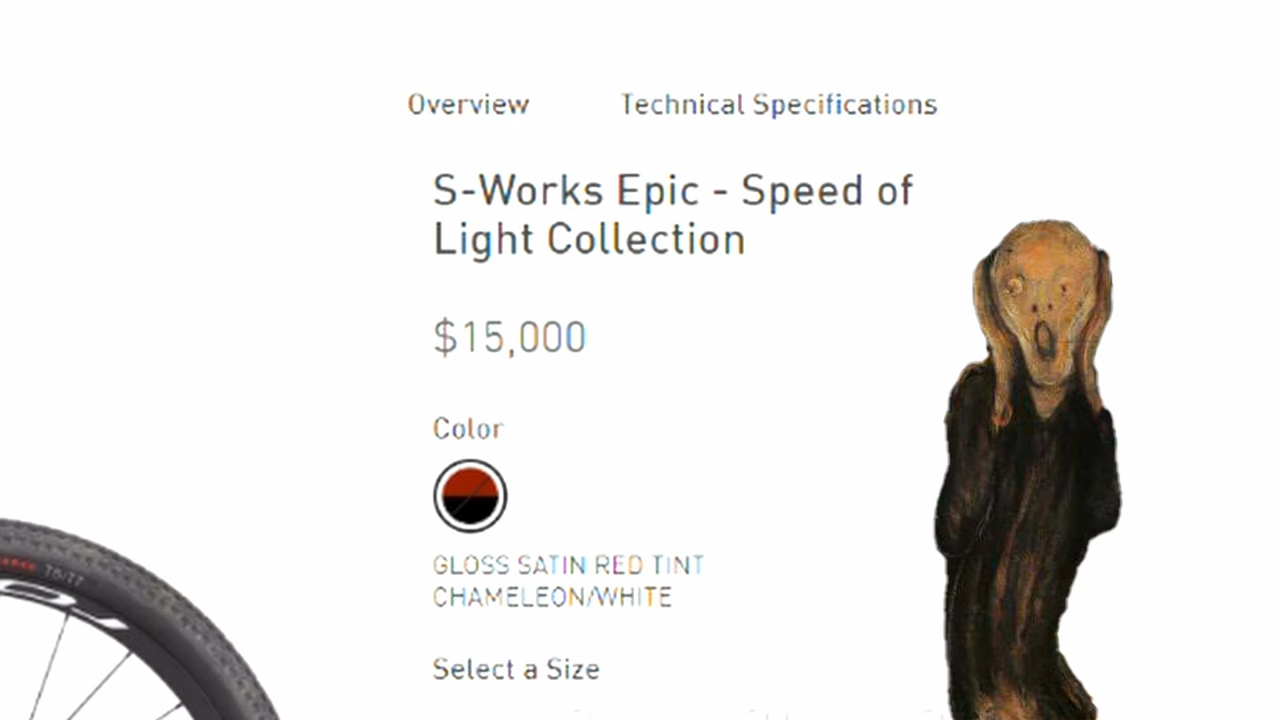 Overview Technical Specifications
S-Works Epic - Speed of
Light Collection
$15,000
Color
GLOSS SATIN RED TINT
CHAMELEON/WHITE
Select a Size